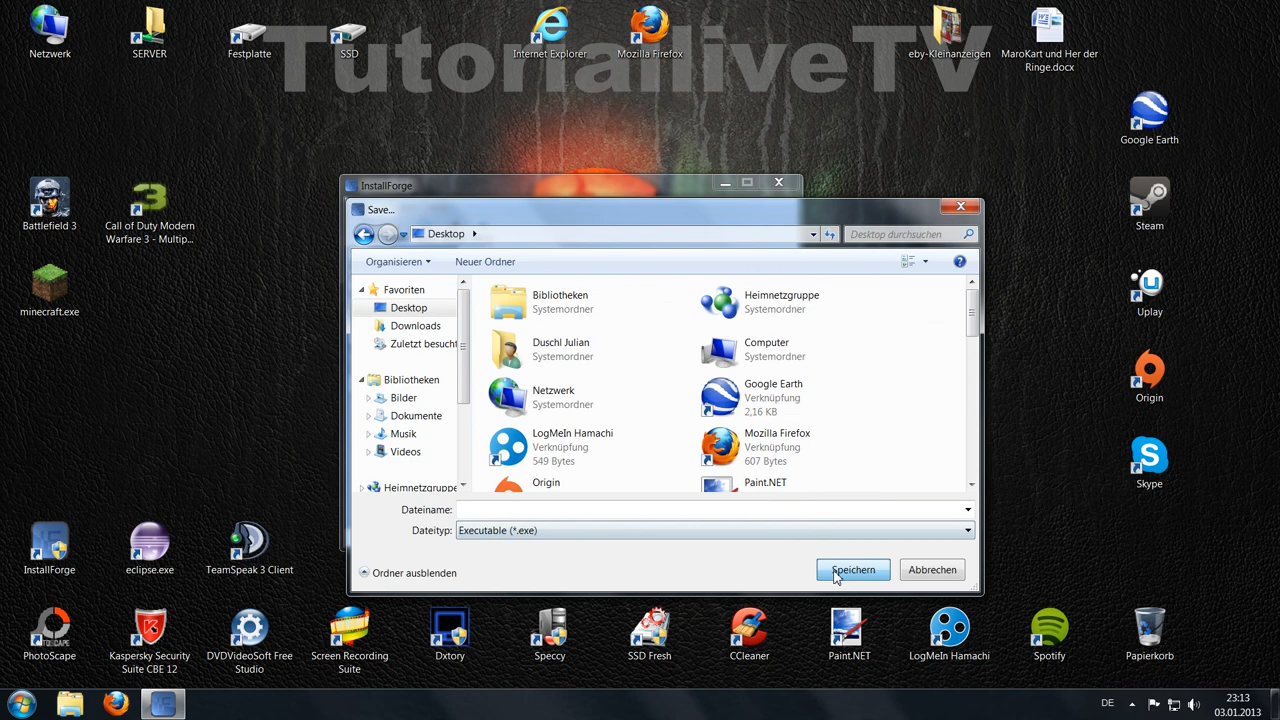 TutorialliveTV
Netzwerk
SERVER
Festplatte
SSD
Internet Explorer
Mozilla Firefox
eby-Kleinanzeigen
MaroKart und Her der
Ringe.docx
Google Earth
Battlefield 3
Call of Duty Modern
Warfare 3 - Multip...
Steam
minecraft.exe
Uplay
Origin
Skype
InstallForge
Save...
Desktop
Desktop durchsuchen
Organisieren
Neuer Ordner
Favoriten
Desktop
Downloads
Zuletzt besucht
Bibliotheken
Bilder
Dokumente
Musik
Videos
Heimnetzgruppe
Bibliotheken
Systemordner
Heimnetzgruppe
Systemordner
Duschl Julian
Systemordner
Computer
Systemordner
Netzwerk
Systemordner
Google Earth
Verknüpfung
2,16 KB
LogMeIn Hamachi
Verknüpfung
549 Bytes
Mozilla Firefox
Verknüpfung
607 Bytes
Origin
Paint.NET
Dateiname:
Dateityp:
Executable (*.exe)
Ordner ausblenden
Speichern
Abbrechen
InstallForge
eclipse.exe
TeamSpeak 3 Client
PhotoScape
Kaspersky Security
Suite CBE 12
DVDVideoSoft Free
Studio
Screen Recording
Suite
Dxtory
Speccy
SSD Fresh
CCleaner
Paint.NET
LogMeIn Hamachi
Spotify
Papierkorb
DE
23:13
03.01.2013